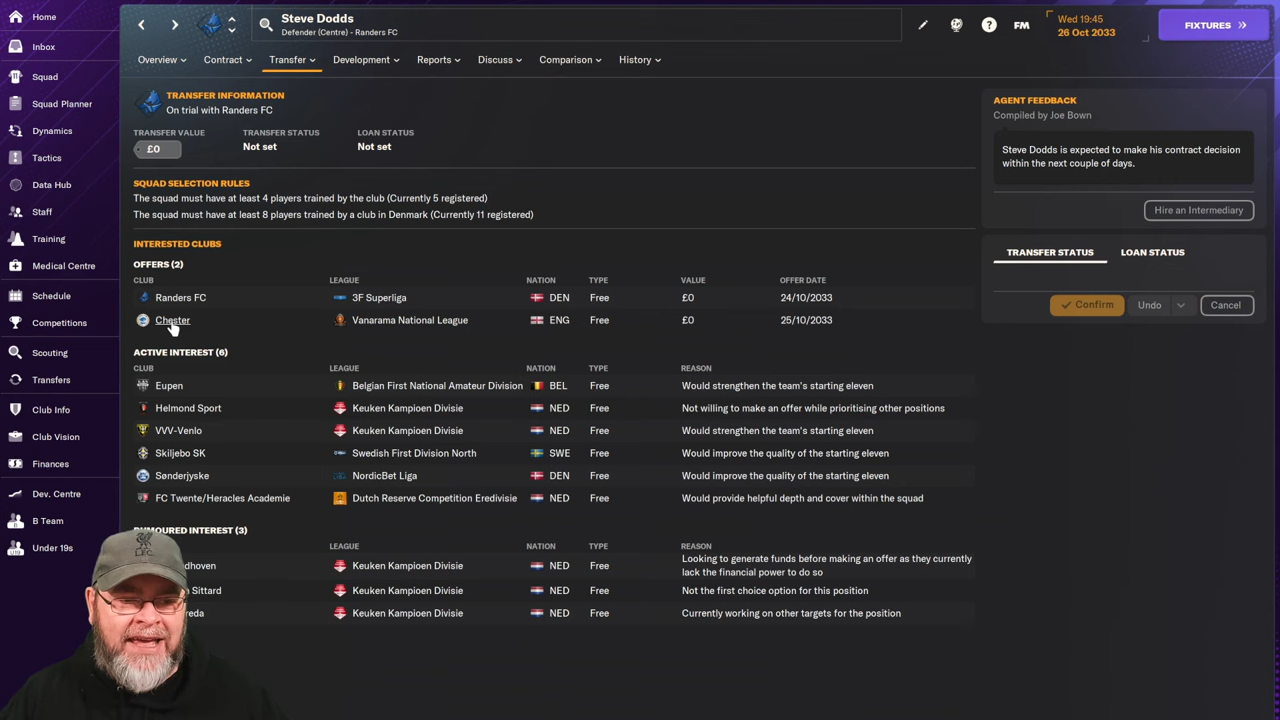 Home
Inbox
Squad
Squad Planner
Dynamics
Tactics
Data Hub
Staff
Training
Medical Centre
Schedule
Competitions
Scouting
Transfers
Club Info
Club Vision
Finances
Dev. Centre
B Team
Under 19s
Steve Dodds
Defender (Centre) - Randers FC
FM
Wed 19:45
26 Oct 2033
FIXTURES
Overview Contract Transfer Development Reports Discuss Comparison History
TRANSFER INFORMATION
On trial with Randers FC
TRANSFER VALUE TRANSFER STATUS LOAN STATUS
£0 Not set Not set
SQUAD SELECTION RULES
The squad must have at least 4 players trained by the club (Currently 5 registered)
The squad must have at least 8 players trained by a club in Denmark (Currently 11 registered)
INTERESTED CLUBS
OFFERS (2)
CLUB LEAGUE NATION TYPE VALUE OFFER DATE
Randers FC 3F Superliga DEN Free £0 24/10/2033
Chester Vanarama National League ENG Free £0 25/10/2033
ACTIVE INTEREST (6)
CLUB LEAGUE NATION TYPE REASON
Eupen Belgian First National Amateur Division BEL Free Would strengthen the team's starting eleven
Helmond Sport Keuken Kampioen Divisie NED Free Not willing to make an offer while prioritising other positions
VVV-Venlo Keuken Kampioen Divisie NED Free Would strengthen the team's starting eleven
Skiljebo SK Swedish First Division North SWE Free Would improve the quality of the starting eleven
Sønderjyske NordicBet Liga DEN Free Would improve the quality of the starting eleven
FC Twente/Heracles Academie Dutch Reserve Competition Eredivisie NED Free Would provide helpful depth and cover within the squad
RUMOURED INTEREST (3)
LEAGUE NATION TYPE REASON
Keuken Kampioen Divisie NED Free Looking to generate funds before making an offer as they currently
lack the financial power to do so
Sittard Keuken Kampioen Divisie NED Free Not the first choice option for this position
Keuken Kampioen Divisie NED Free Currently working on other targets for the position
AGENT FEEDBACK
Compiled by Joe Bown
Steve Dodds is expected to make his contract decision
within the next couple of days.
Hire an Intermediary
TRANSFER STATUS LOAN STATUS
Confirm Undo Cancel